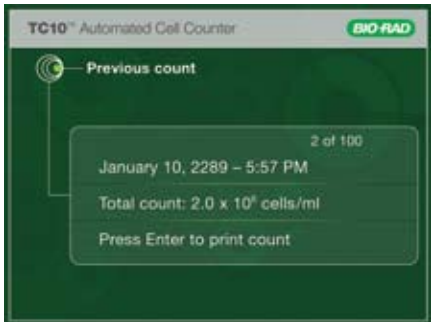 TC10™ Automated Cell Counter
BIO-RAD
Previous count
2 of 100
January 10, 2289 – 5:57 PM
Total count: 2.0 x 10⁶ cells/ml
Press Enter to print count